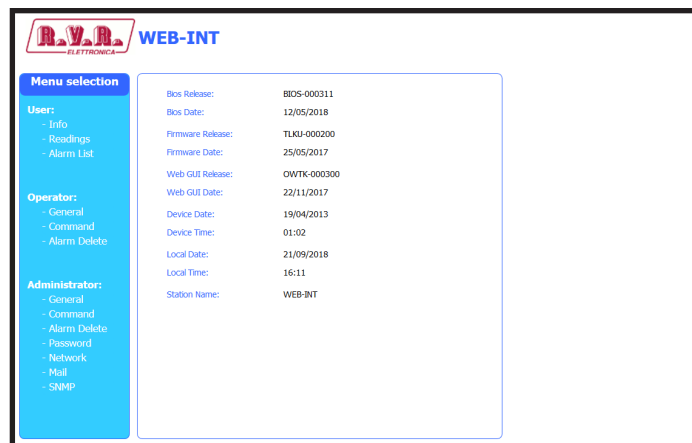 R.V.R.
ELETTRONICA
WEB-INT
Menu selection
User:
- Info
- Readings
- Alarm List
Operator:
- General
- Command
- Alarm Delete
Administrator:
- General
- Command
- Alarm Delete
- Password
- Network
- Mail
- SNMP
Bios Release: BIOS-000311
Bios Date: 12/05/2018
Firmware Release: TLKU-000200
Firmware Date: 25/05/2017
Web GUI Release: OWTK-000300
Web GUI Date: 22/11/2017
Device Date: 19/04/2013
Device Time: 01:02
Local Date: 21/09/2018
Local Time: 16:11
Station Name: WEB-INT